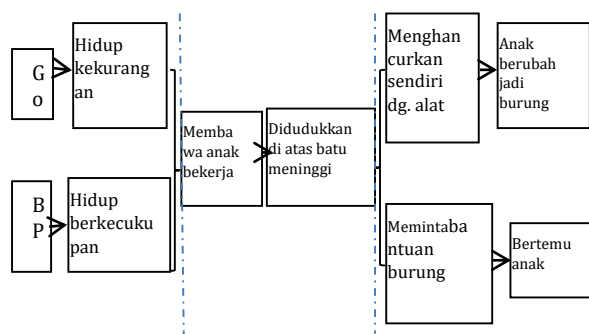 G
o
Hidup
kekurang
an
B
P
Hidup
berkecuku
pan
Memba
wa anak
bekerja
Didudukkan
di atas batu
meninggi
Menghan
curkan
sendiri
dg. alat
Anak
berubah
jadi
burung
Memintaba
ntuan
burung
Bertemu
anak